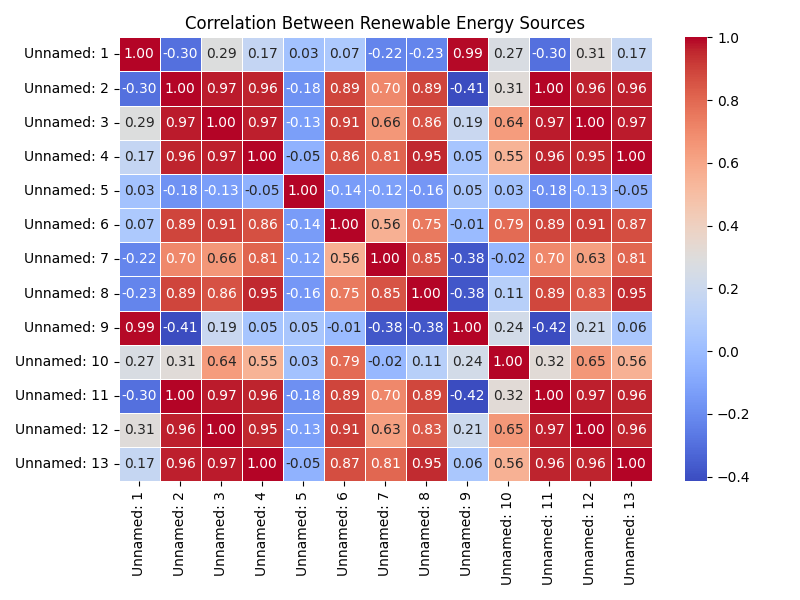 Correlation Between Renewable Energy Sources
Unnamed: 1 1.00 -0.30 0.29 0.17 0.03 0.07 -0.22 -0.23 0.99 0.27 -0.30 0.31 0.17
Unnamed: 2 -0.30 1.00 0.97 0.96 -0.18 0.89 0.70 0.89 -0.41 0.31 1.00 0.96 0.96
Unnamed: 3 0.29 0.97 1.00 0.97 -0.13 0.91 0.66 0.86 0.19 0.64 0.97 1.00 0.97
Unnamed: 4 0.17 0.96 0.97 1.00 -0.05 0.86 0.81 0.95 0.05 0.55 0.96 0.95 1.00
Unnamed: 5 0.03 -0.18 -0.13 -0.05 1.00 -0.14 -0.12 -0.16 0.05 0.03 -0.18 -0.13 -0.05
Unnamed: 6 0.07 0.89 0.91 0.86 -0.14 1.00 0.56 0.75 -0.01 0.79 0.89 0.91 0.87
Unnamed: 7 -0.22 0.70 0.66 0.81 -0.12 0.56 1.00 0.85 -0.38 -0.02 0.70 0.63 0.81
Unnamed: 8 -0.23 0.89 0.86 0.95 -0.16 0.75 0.85 1.00 -0.38 0.11 0.89 0.83 0.95
Unnamed: 9 0.99 -0.41 0.19 0.05 0.05 -0.01 -0.38 -0.38 1.00 0.24 -0.42 0.21 0.06
Unnamed: 10 0.27 0.31 0.64 0.55 0.03 0.79 -0.02 0.11 0.24 1.00 0.32 0.65 0.56
Unnamed: 11 -0.30 1.00 0.97 0.96 -0.18 0.89 0.70 0.89 -0.42 0.32 1.00 0.97 0.96
Unnamed: 12 0.31 0.96 1.00 0.95 -0.13 0.91 0.63 0.83 0.21 0.65 0.97 1.00 0.96
Unnamed: 13 0.17 0.96 0.97 1.00 -0.05 0.87 0.81 0.95 0.06 0.56 0.96 0.96 1.00
Unnamed: 1
Unnamed: 2
Unnamed: 3
Unnamed: 4
Unnamed: 5
Unnamed: 6
Unnamed: 7
Unnamed: 8
Unnamed: 9
Unnamed: 10
Unnamed: 11
Unnamed: 12
Unnamed: 13
1.0
0.8
0.6
0.4
0.2
0.0
−0.2
−0.4